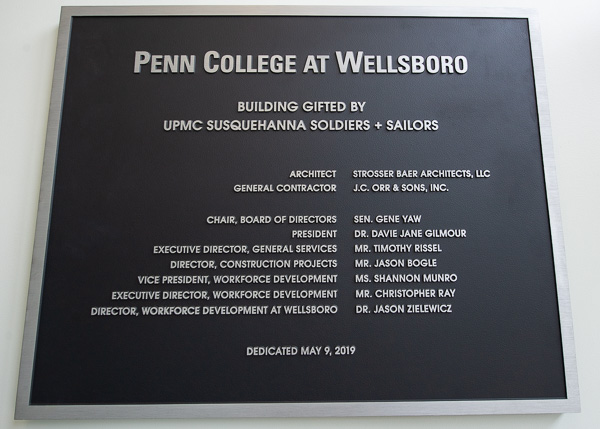 PENN COLLEGE AT WELLSBORO
BUILDING GIFTED BY
UPMC SUSQUEHANNA SOLDIERS + SAILORS
ARCHITECT STROSSER BAER ARCHITECTS, LLC
GENERAL CONTRACTOR J.C. ORR & SONS, INC.
CHAIR, BOARD OF DIRECTORS SEN. GENE YAW
PRESIDENT DR. DAVIE JANE GILMOUR
EXECUTIVE DIRECTOR, GENERAL SERVICES MR. TIMOTHY RISSEL
DIRECTOR, CONSTRUCTION PROJECTS MR. JASON BOGLE
VICE PRESIDENT, WORKFORCE DEVELOPMENT MS. SHANNON MUNRO
EXECUTIVE DIRECTOR, WORKFORCE DEVELOPMENT MR. CHRISTOPHER RAY
DIRECTOR, WORKFORCE DEVELOPMENT AT WELLSBORO DR. JASON ZIELEWICZ
DEDICATED MAY 9, 2019